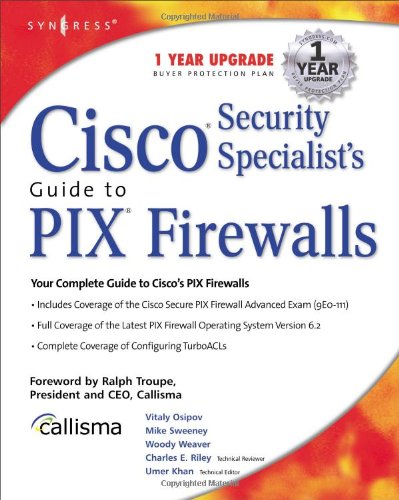 SYNGRESS
1 YEAR UPGRADE
BUYER PROTECTION PLAN
1
YEAR
UPGRADE
Cisco® Security
Specialist's
Guide to
PIX® Firewalls
Your Complete Guide to Cisco's PIX Firewalls
• Includes Coverage of the Cisco Secure PIX Firewall Advanced Exam (9E0-111)
• Full Coverage of the Latest PIX Firewall Operating System Version 6.2
• Complete Coverage of Configuring TurboACLs
Foreword by Ralph Troupe,
President and CEO, Callisma
callisma
Vitaly Osipov
Mike Sweeney
Woody Weaver
Charles E. Riley Technical Reviewer
Umer Khan Technical Editor
Copyrighted Material
Copyrighted Material